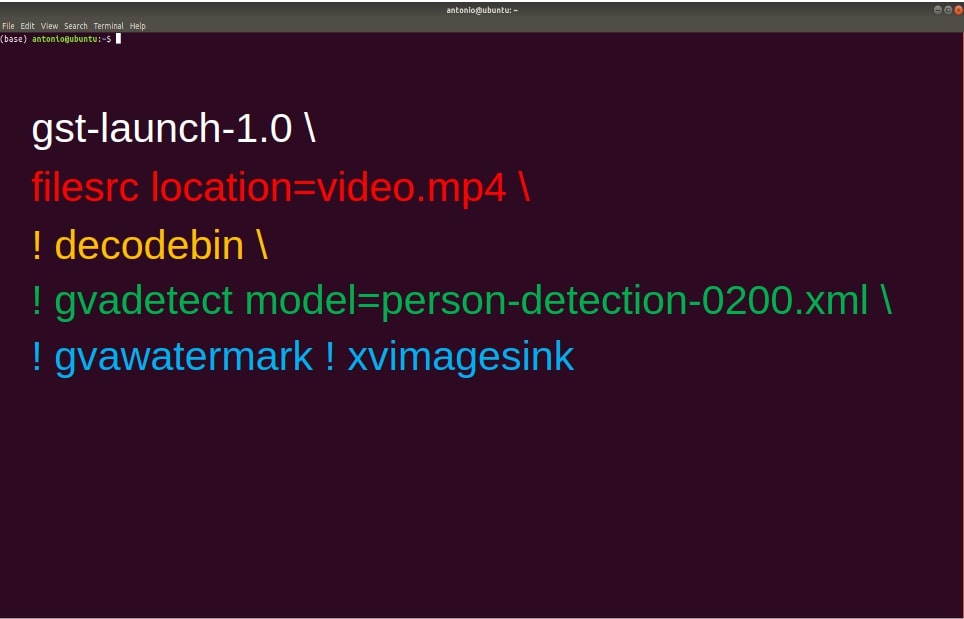 antonio@ubuntu: ~
File Edit View Search Terminal Help
(base) antonio@ubuntu:~$
gst-launch-1.0 \
filesrc location=video.mp4 \
! decodebin \
! gvadetect model=person-detection-0200.xml \
! gvawatermark ! xvimagesink